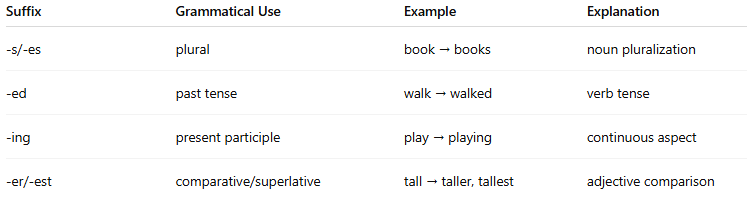 Suffix Grammatical Use Example Explanation
-s/-es plural book → books noun pluralization
-ed past tense walk → walked verb tense
-ing present participle play → playing continuous aspect
-er/-est comparative/superlative tall → taller, tallest adjective comparison